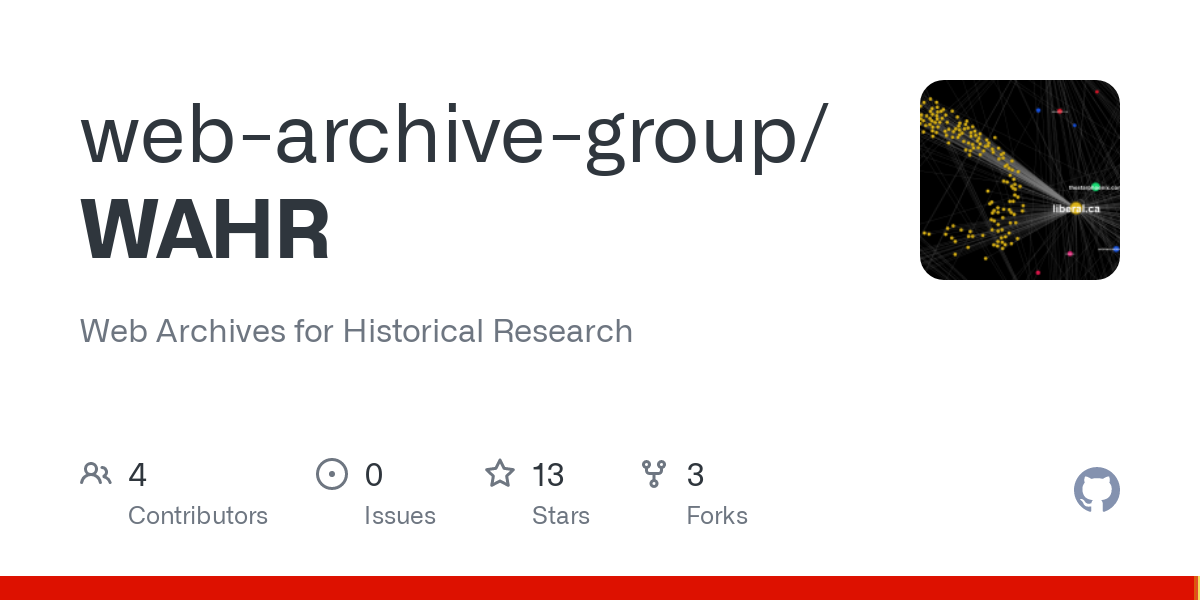 web-archive-group/
WAHR
Web Archives for Historical Research
liberal.ca
4
Contributors
0
Issues
13
Stars
3
Forks